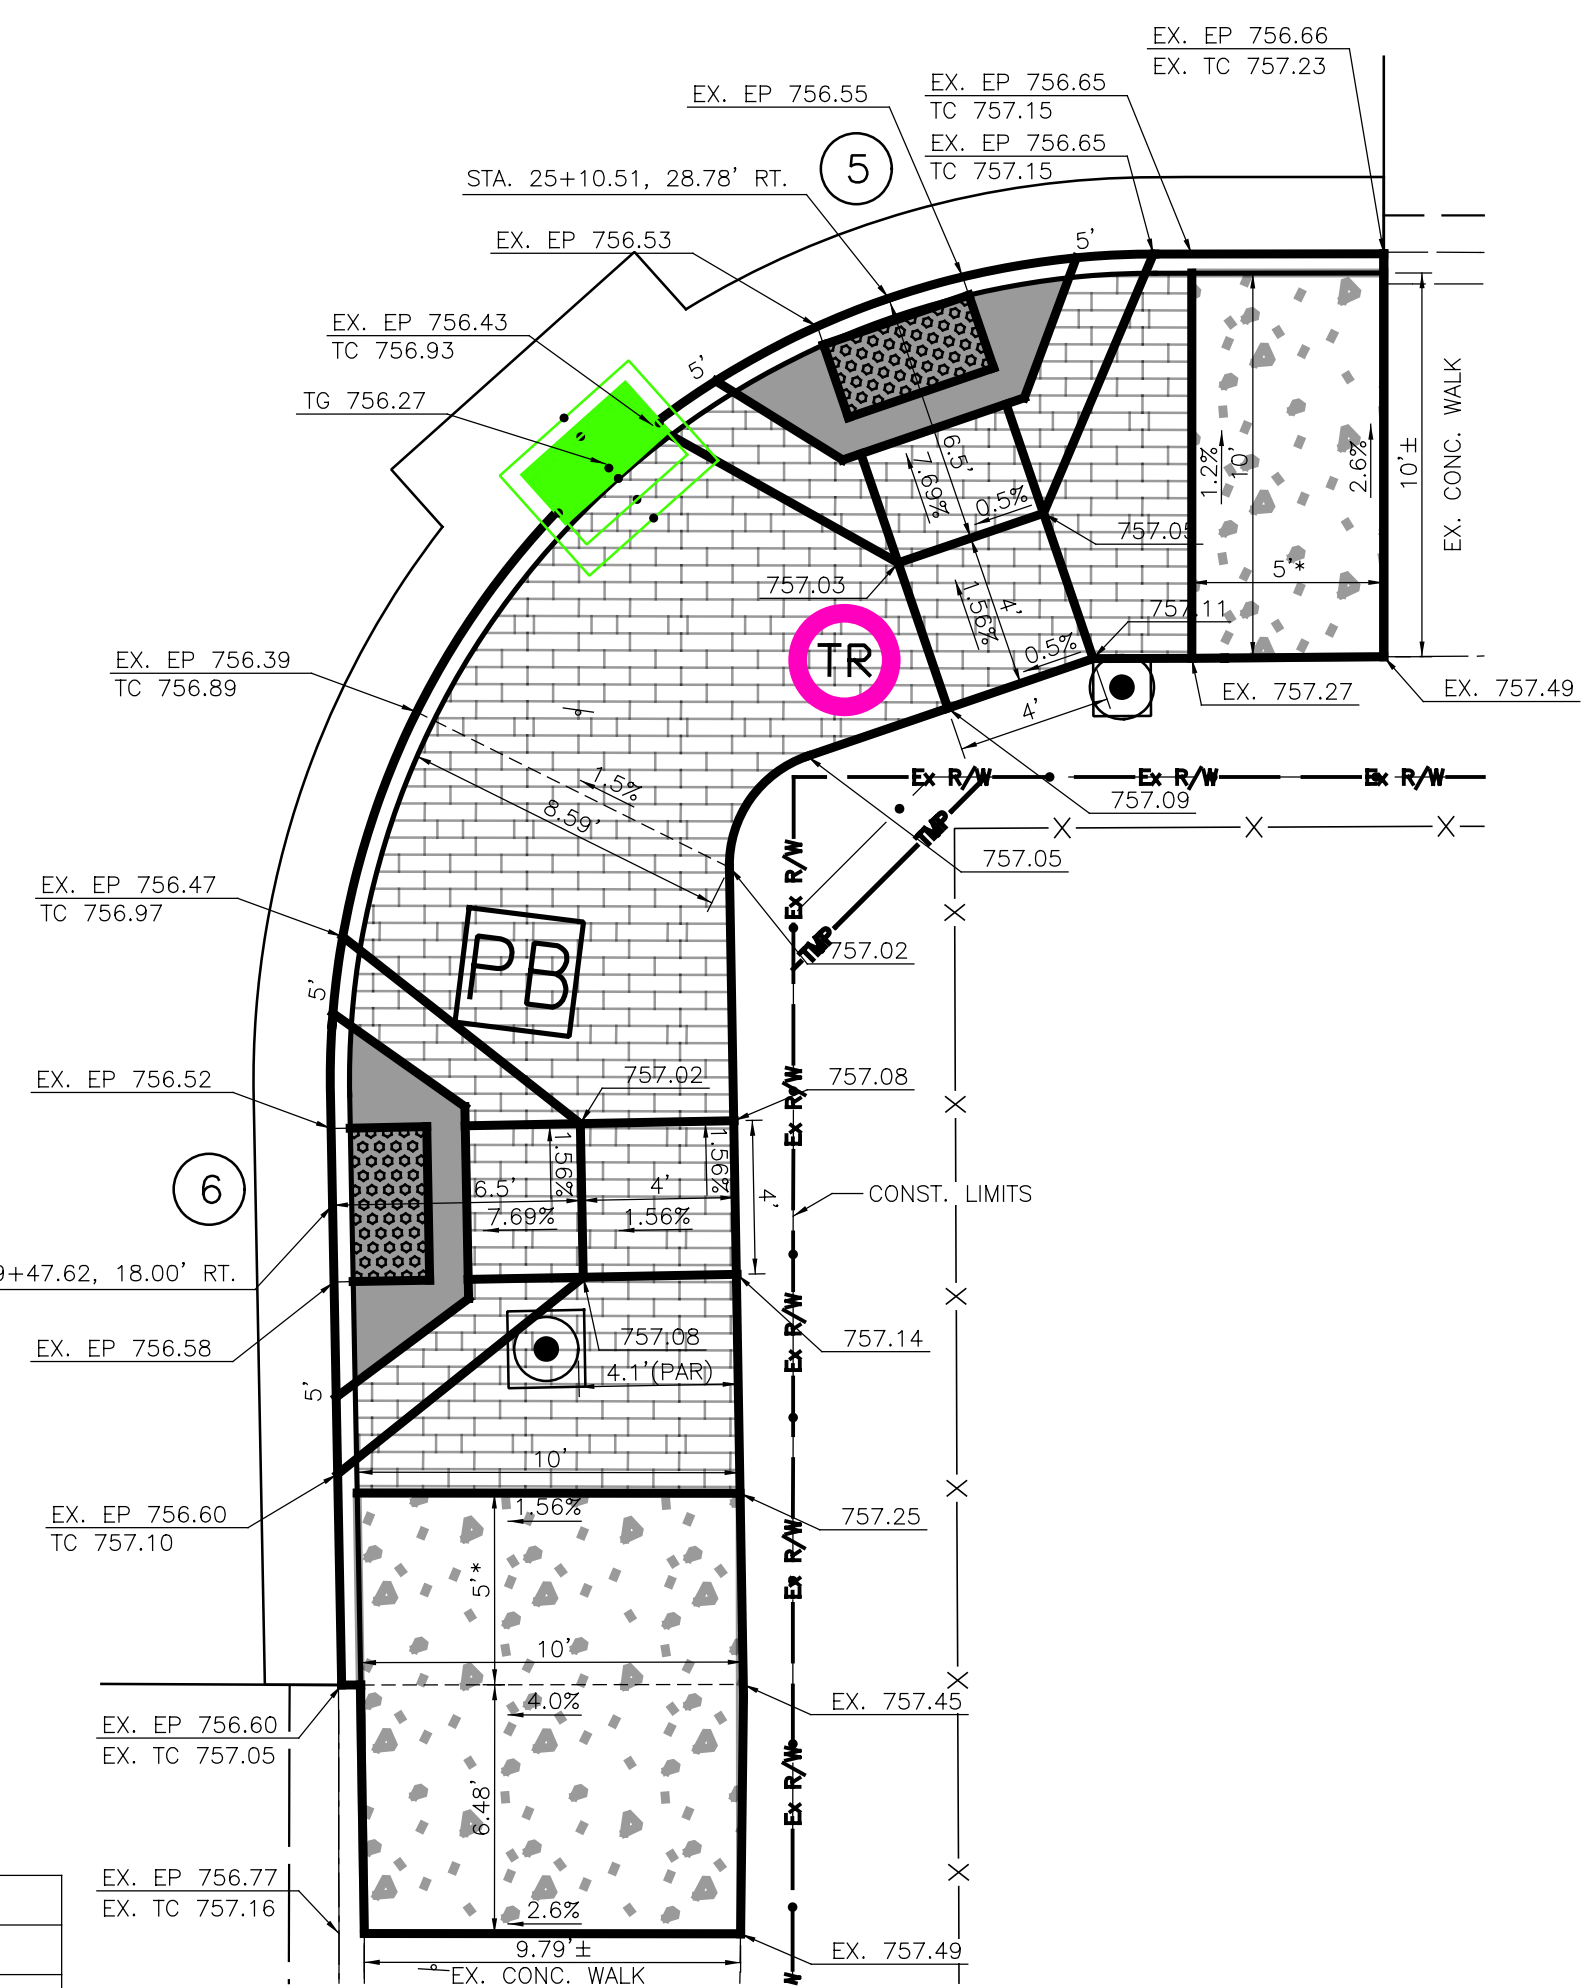 EX. EP 756.66
EX. TC 757.23
EX. EP 756.65
TC 757.15
EX. EP 756.55
EX. EP 756.65
TC 757.15
5
STA. 25+10.51, 28.78' RT.
EX. EP 756.53
5'
EX. EP 756.43
TC 756.93
5'
TG 756.27
EX. CONC. WALK
10'±
2.6%
10'
1.2%
6.5'
7.69%
0.5%
757.05
5'*
757.03
4'
1.56%
757.11
TR
0.5%
EX. EP 756.39
TC 756.89
EX. 757.27
EX. 757.49
4'
1.5%
8.59'
Ex R/W
Ex R/W
Ex R/W
757.09
TMP
757.05
Ex R/W
EX. EP 756.47
TC 756.97
PB
TMP
757.02
5'
EX. EP 756.52
757.02
757.08
Ex R/W
1.56%
1.56%
6
6.5'
4'
4'
CONST. LIMITS
7.69%
1.56%
9+47.62, 18.00' RT.
EX. EP 756.58
757.08
757.14
Ex R/W
4.1'(PAR)
5'
10'
EX. EP 756.60
TC 757.10
1.56%
757.25
5'*
Ex R/W
10'
4.0%
EX. 757.45
EX. EP 756.60
EX. TC 757.05
6.48'
Ex R/W
EX. EP 756.77
EX. TC 757.16
2.6%
9.79'±
EX. 757.49
EX. CONC. WALK
W
X
X
X
X
X
X
X
X
X